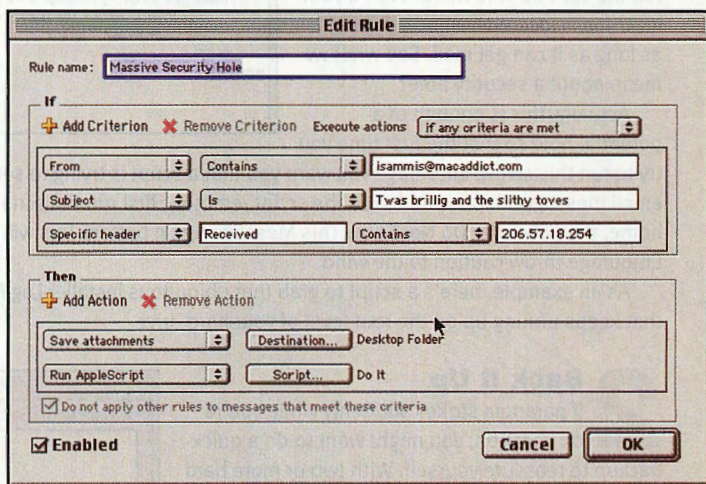 Edit Rule
Rule name: Massive Security Hole
If
Add Criterion Remove Criterion Execute actions if any criteria are met
From Contains isammis@macaddict.com
Subject Is Twas brillig and the slithy toves
Specific header Received Contains 206.57.18.254
Then
Add Action Remove Action
Save attachments Destination... Desktop Folder
Run AppleScript Script... Do It
Do not apply other rules to messages that meet these criteria
Enabled Cancel OK